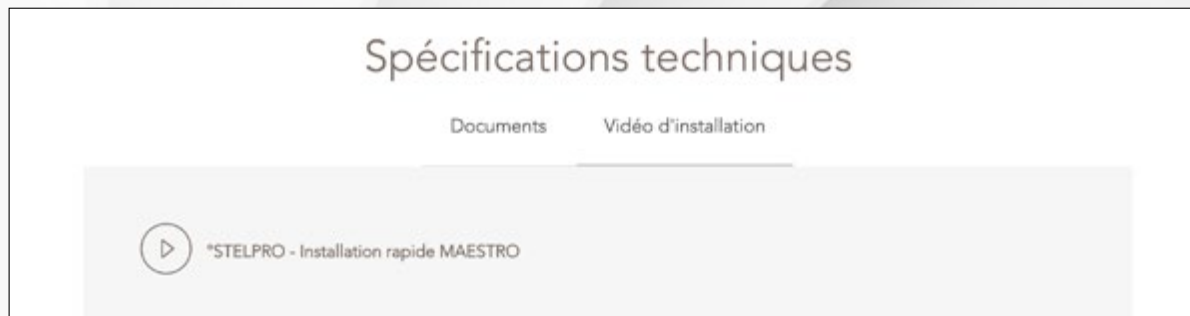 Spécifications techniques
Documents Vidéo d'installation
°STELPRO - Installation rapide MAESTRO